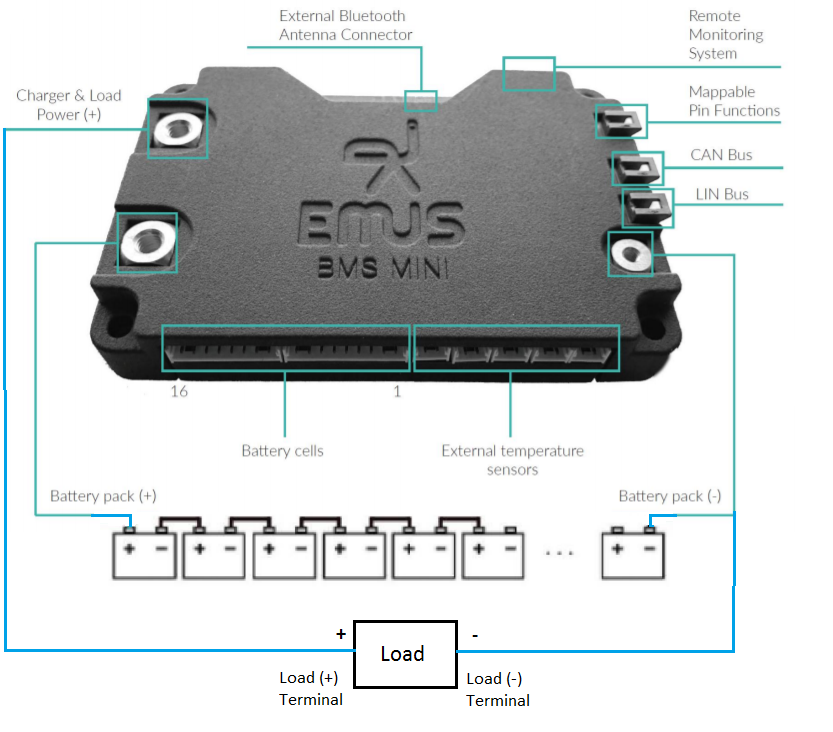 External Bluetooth
Antenna Connector
Remote
Monitoring
System
Charger & Load
Power (+)
Mappable
Pin Functions
CAN Bus
LIN Bus
EMUS
BMS MINI
16
1
Battery cells
External temperature
sensors
Battery pack (+)
Battery pack (-)
+ - + - + - + - + - + - ... + -
+ -
Load
Load (+)
Terminal
Load (-)
Terminal